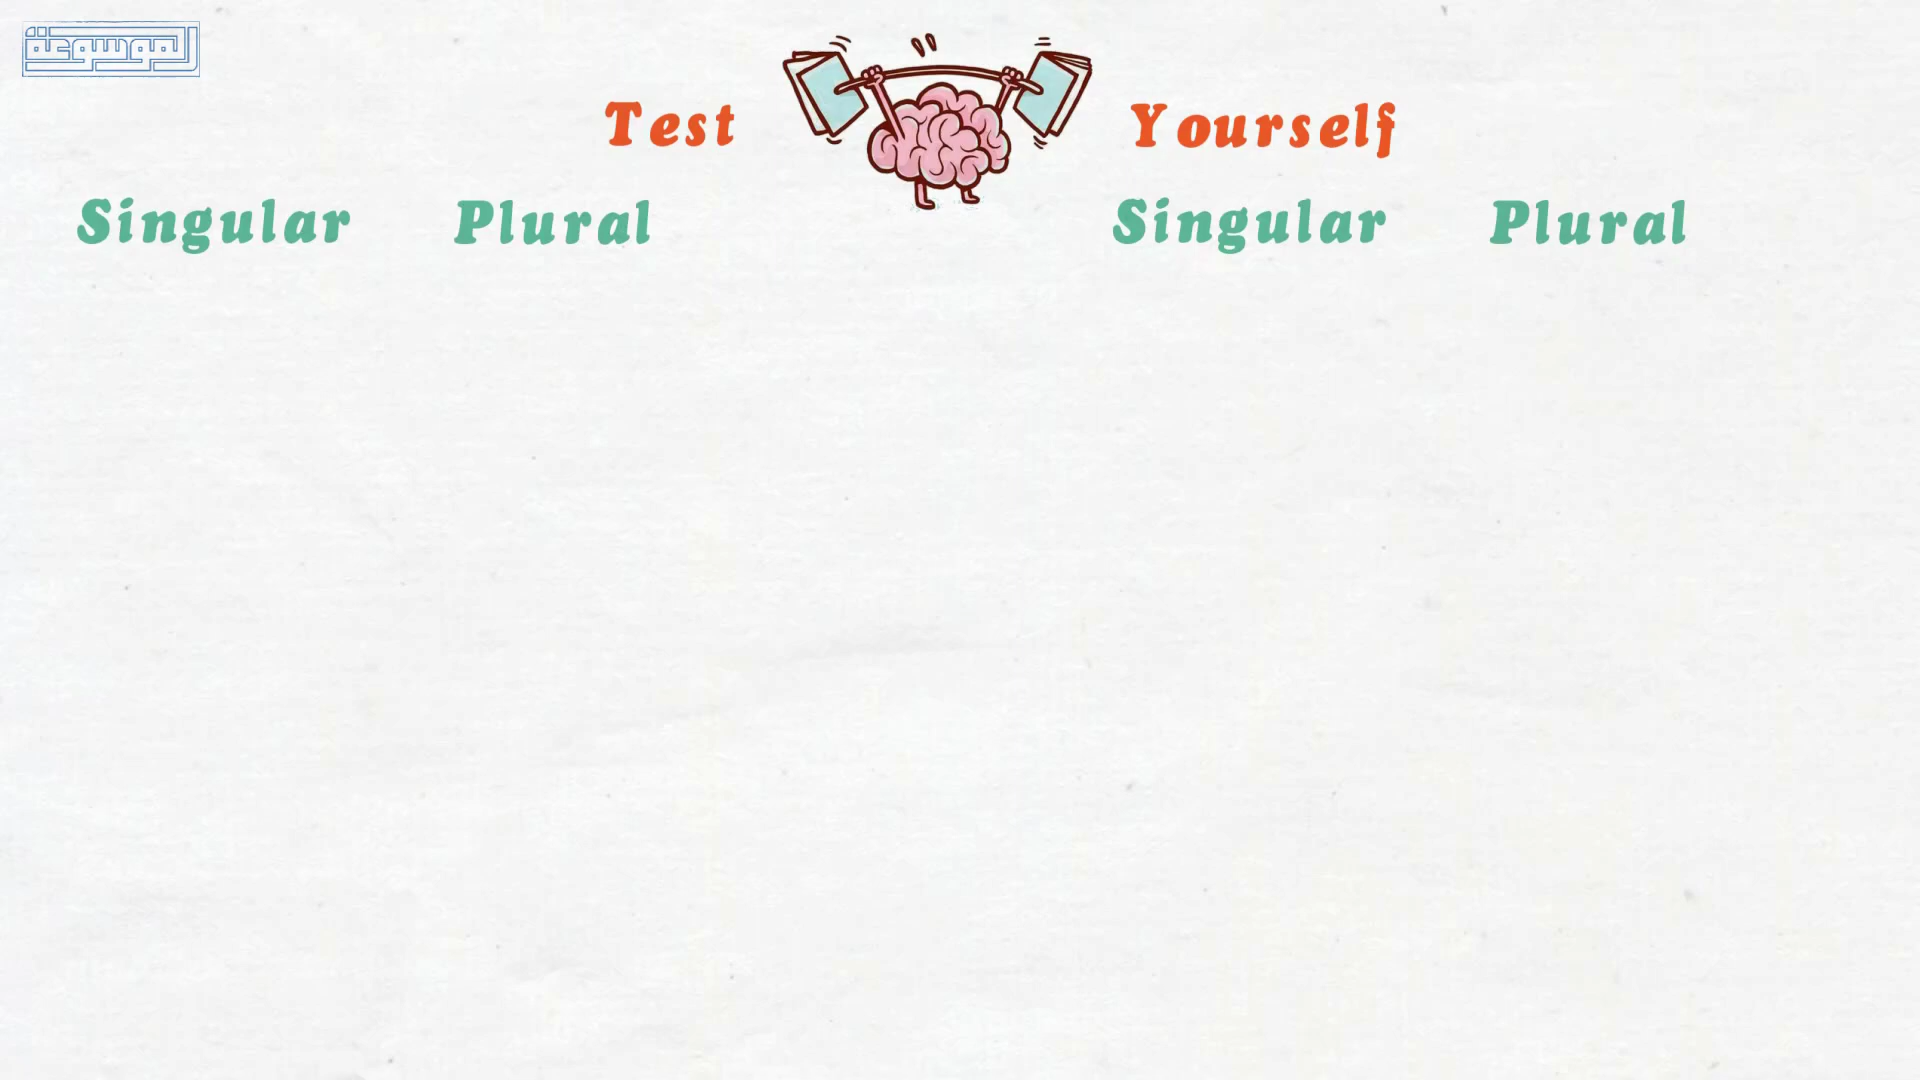 الموسوعة
Test Yourself
Singular Plural Singular Plural